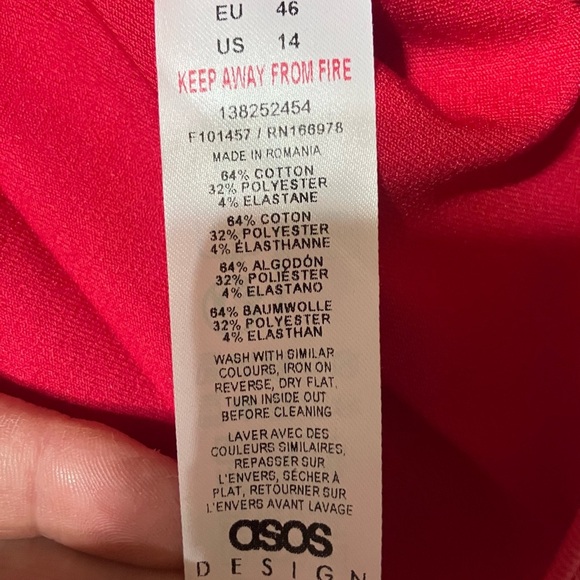 EU 46
US 14
KEEP AWAY FROM FIRE
138252454
F101457 / RN166978
MADE IN ROMANIA
64% COTTON
32% POLYESTER
4% ELASTANE
64% COTON
32% POLYESTER
4% ÉLASTHANNE
64% ALGODÓN
32% POLIÉSTER
4% ELASTANO
64% BAUMWOLLE
32% POLYESTER
4% ELASTHAN
WASH WITH SIMILAR
COLOURS, IRON ON
REVERSE, DRY FLAT,
TURN INSIDE OUT
BEFORE CLEANING
LAVER AVEC DES
COULEURS SIMILAIRES,
REPASSER SUR
L'ENVERS, SÉCHER À
PLAT, RETOURNER SUR
L'ENVERS AVANT LAVAGE
asos
DESIGN